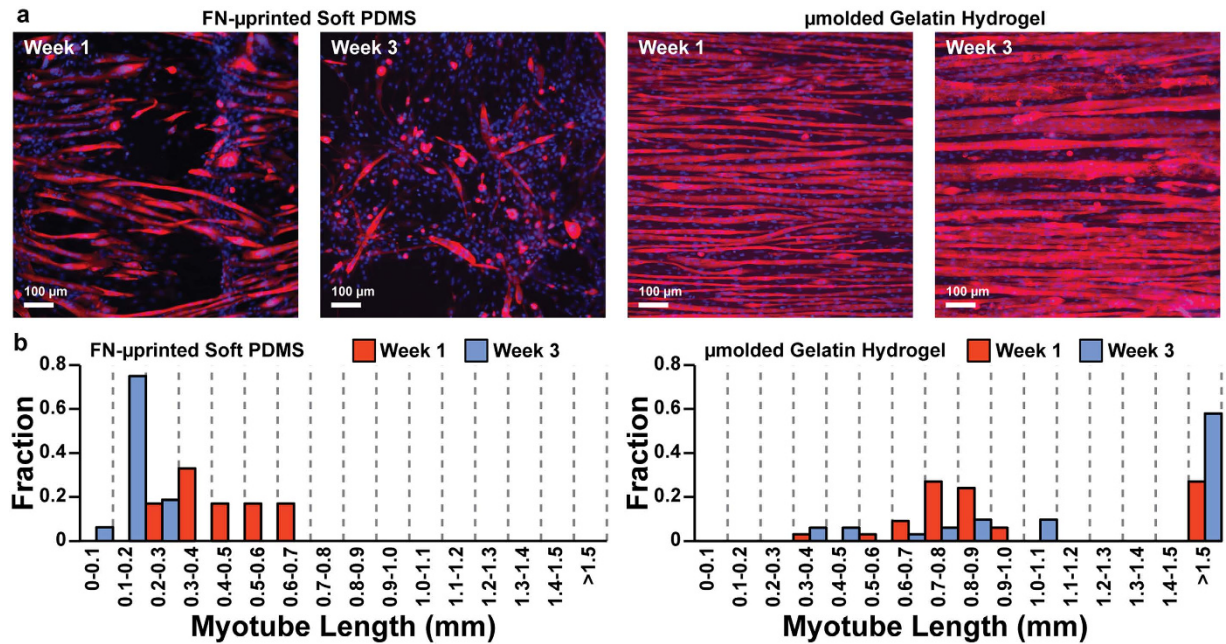 a
FN-µprinted Soft PDMS
µmolded Gelatin Hydrogel
Week 1
Week 3
Week 1
Week 3
100 µm
100 µm
100 µm
100 µm
b
FN-µprinted Soft PDMS
Week 1
Week 3
µmolded Gelatin Hydrogel
Week 1
Week 3
Fraction
0.8
0.6
0.4
0.2
0
0-0.1
0.1-0.2
0.2-0.3
0.3-0.4
0.4-0.5
0.5-0.6
0.6-0.7
0.7-0.8
0.8-0.9
0.9-1.0
1.0-1.1
1.1-1.2
1.2-1.3
1.3-1.4
1.4-1.5
>1.5
Myotube Length (mm)
Fraction
0.8
0.6
0.4
0.2
0
0-0.1
0.1-0.2
0.2-0.3
0.3-0.4
0.4-0.5
0.5-0.6
0.6-0.7
0.7-0.8
0.8-0.9
0.9-1.0
1.0-1.1
1.1-1.2
1.2-1.3
1.3-1.4
1.4-1.5
>1.5
Myotube Length (mm)